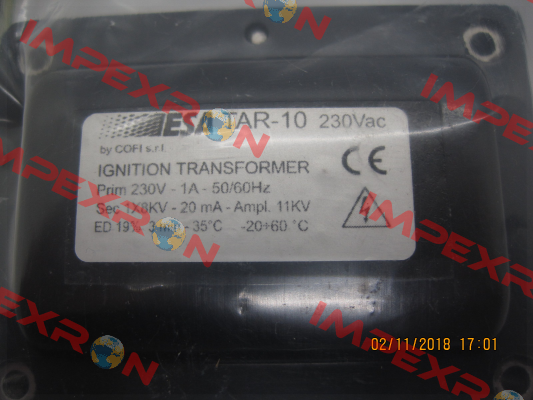 ESA TAR-10 230Vac
by COFI s.r.l.
IGNITION TRANSFORMER
CE
Prim 230V - 1A - 50/60Hz
Sec 1X8KV - 20 mA - Ampl. 11KV
ED 19% - 35°C -20÷60 °C
02/11/2018 17:01
IMPEXRON
IMPEXRON
IMPEXRON
IMPEXRON